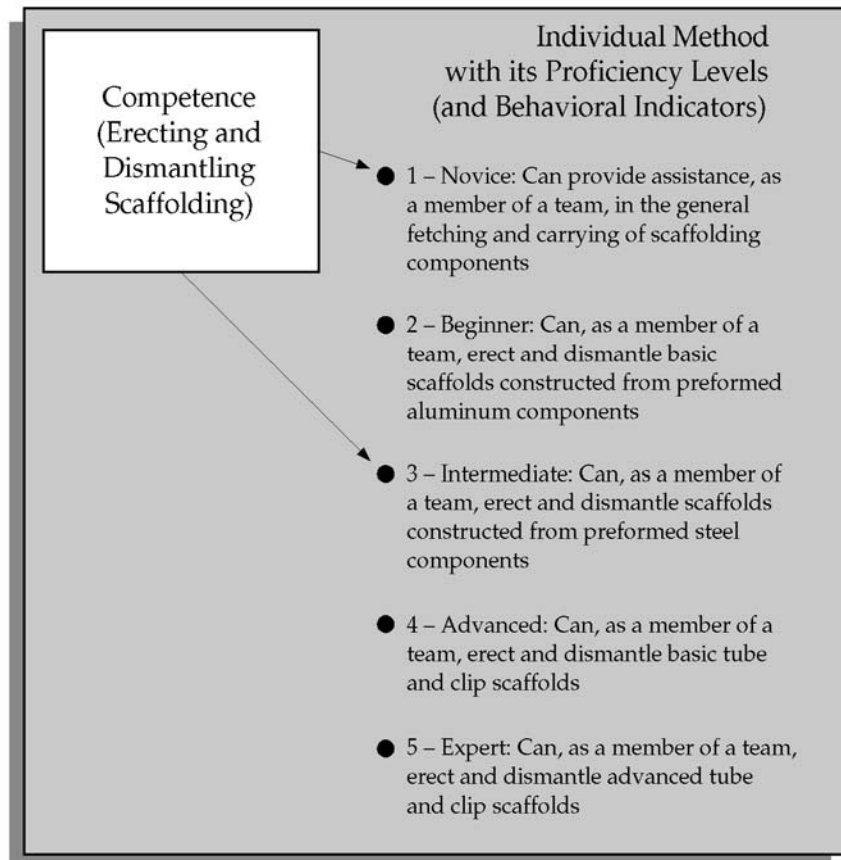 Individual Method
with its Proficiency Levels
(and Behavioral Indicators)
Competence
(Erecting and
Dismantling
Scaffolding)
1 – Novice: Can provide assistance, as
a member of a team, in the general
fetching and carrying of scaffolding
components
2 – Beginner: Can, as a member of a
team, erect and dismantle basic
scaffolds constructed from preformed
aluminum components
3 – Intermediate: Can, as a member of
a team, erect and dismantle scaffolds
constructed from preformed steel
components
4 – Advanced: Can, as a member of a
team, erect and dismantle basic tube
and clip scaffolds
5 – Expert: Can, as a member of a team,
erect and dismantle advanced tube
and clip scaffolds